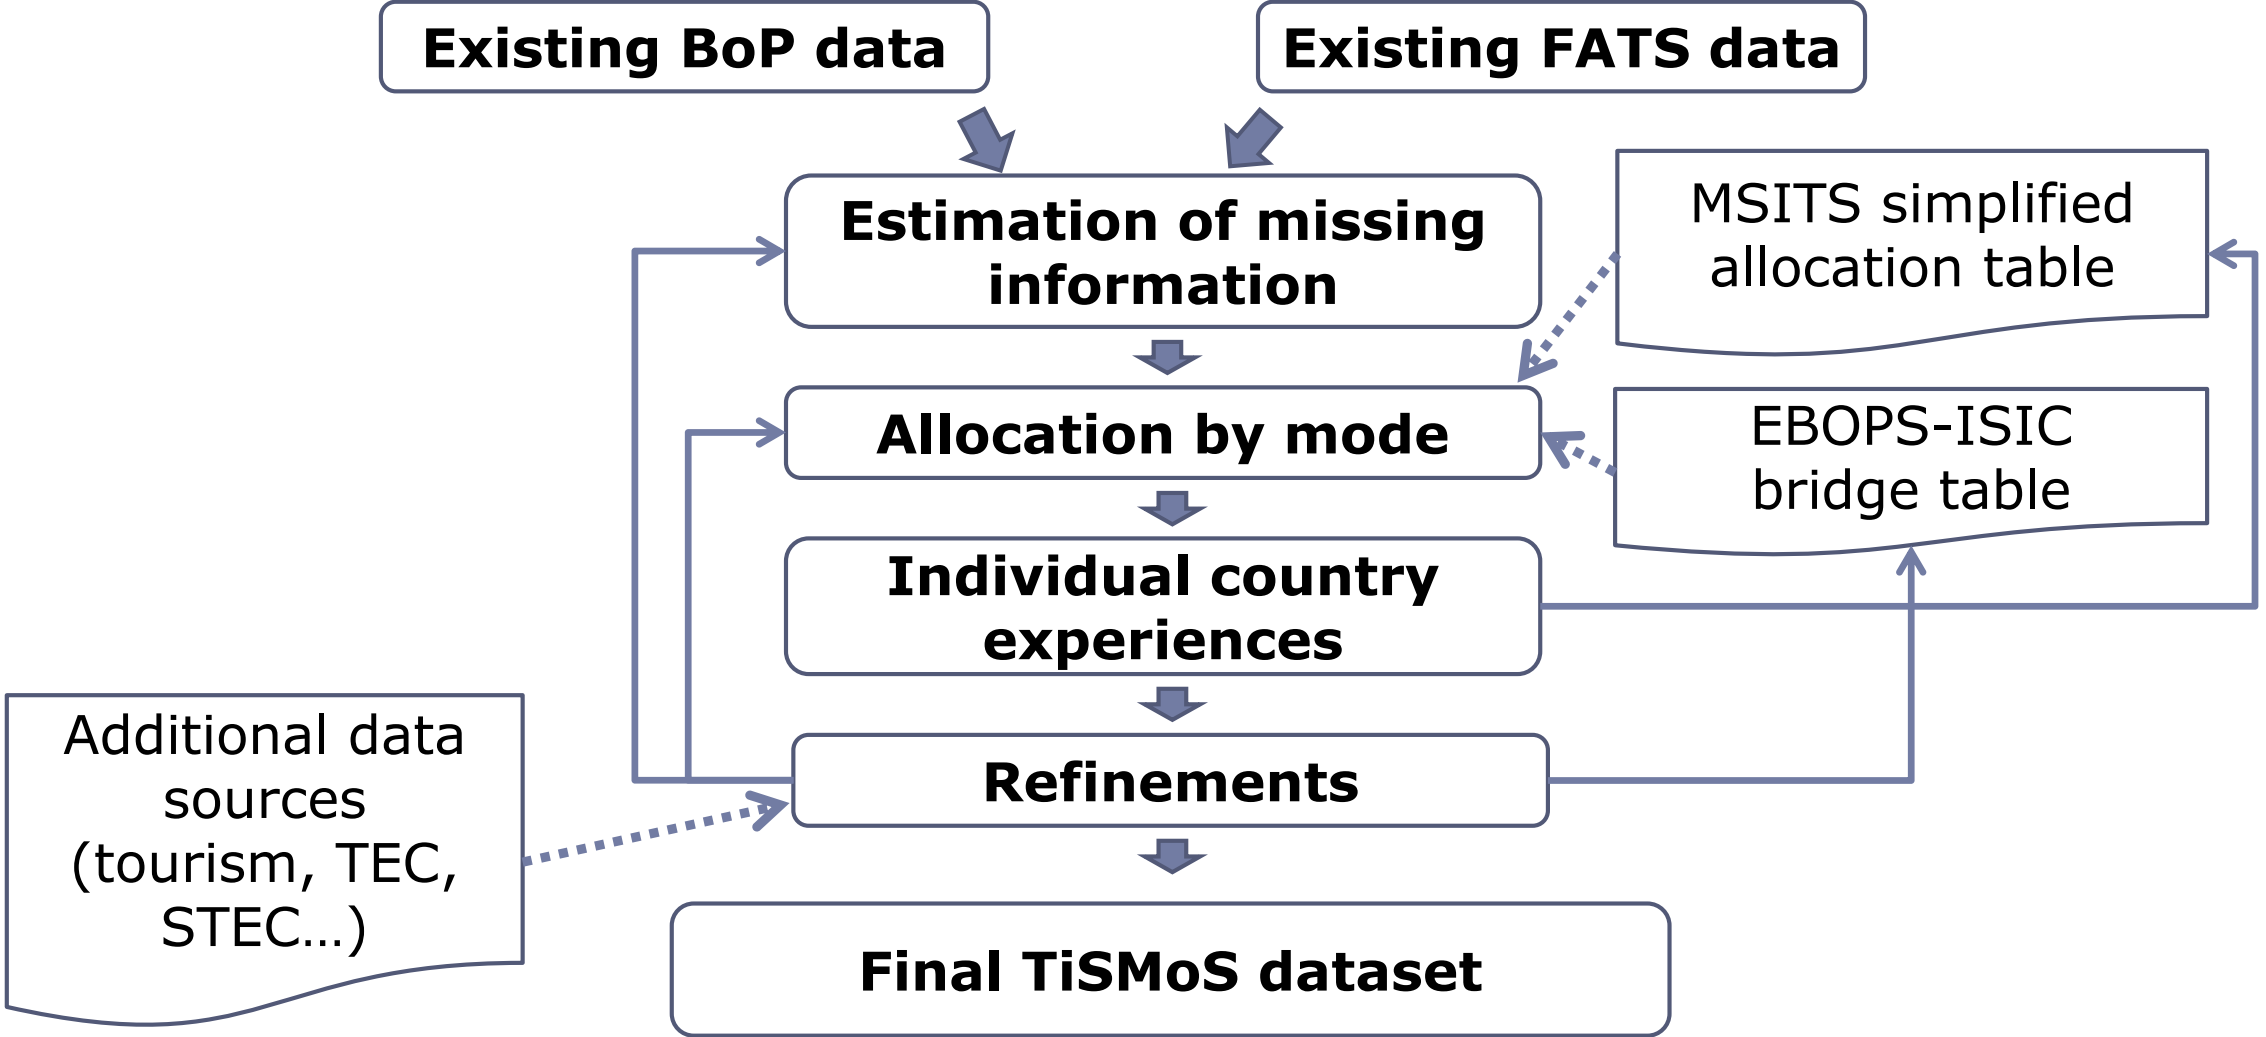 Existing BoP data
Existing FATS data
Estimation of missing
information
MSITS simplified
allocation table
Allocation by mode
EBOPS-ISIC
bridge table
Individual country
experiences
Additional data
sources
(tourism, TEC,
STEC…)
Refinements
Final TiSMoS dataset